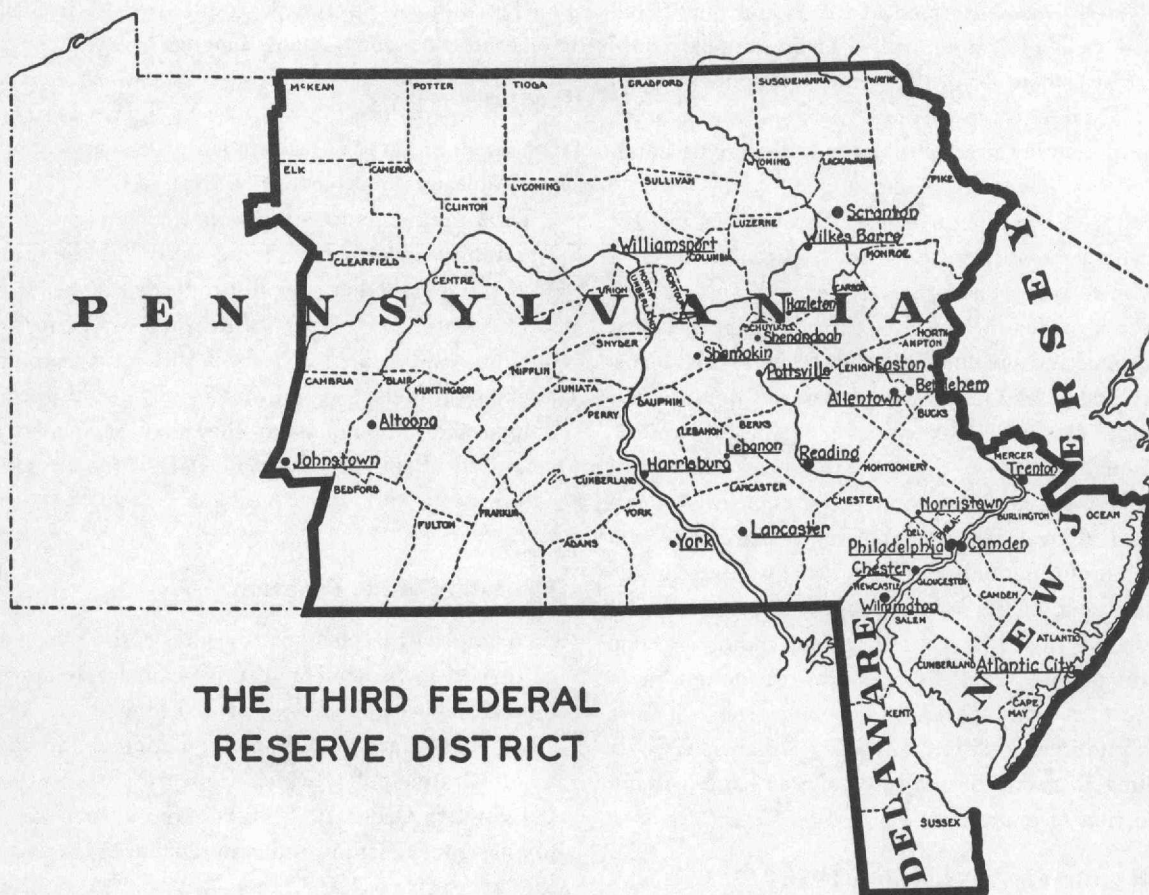 McKEAN
POTTER
TIOGA
BRADFORD
SUSQUEHANNA
WAYNE
ELK
CAMERON
WYOMING
LACKAWANNA
PIKE
CLINTON
LYCOMING
SULLIVAN
LUZERNE
Scranton
Williamsport
Wilkes Barre
COLUMBIA
MONROE
CLEARFIELD
CENTRE
UNION
CARBON
PENNSYLVANIA
Hazleton
SCHUYLKILL
Shenandoah
NORTH
AMPTON
SNYDER
Shamokin
MIFFLIN
JUNIATA
Pottsville
LEHIGH
Easton
Bethlehem
CAMBRIA
BLAIR
HUNTINGDON
Allentown
BUCKS
PERRY
DAUPHIN
Altoona
LEBANON
BERKS
Lebanon
Johnstown
Reading
MERCER
Trenton
Harrisburg
MONTGOMERY
BEDFORD
CUMBERLAND
LANCASTER
CHESTER
Norristown
FULTON
FRANKLIN
YORK
BURLINGTON
OCEAN
ADAMS
York
Lancaster
DEL.
PHILA.
Philadelphia
Camden
Chester
NEWCASTLE
GLOUCESTER
CAMDEN
Wilmington
SALEM
ATLANTIC
CUMBERLAND
Atlantic City
CAPE
MAY
KENT
SUSSEX
DELAWARE
NEW JERSEY
THE THIRD FEDERAL
RESERVE DISTRICT